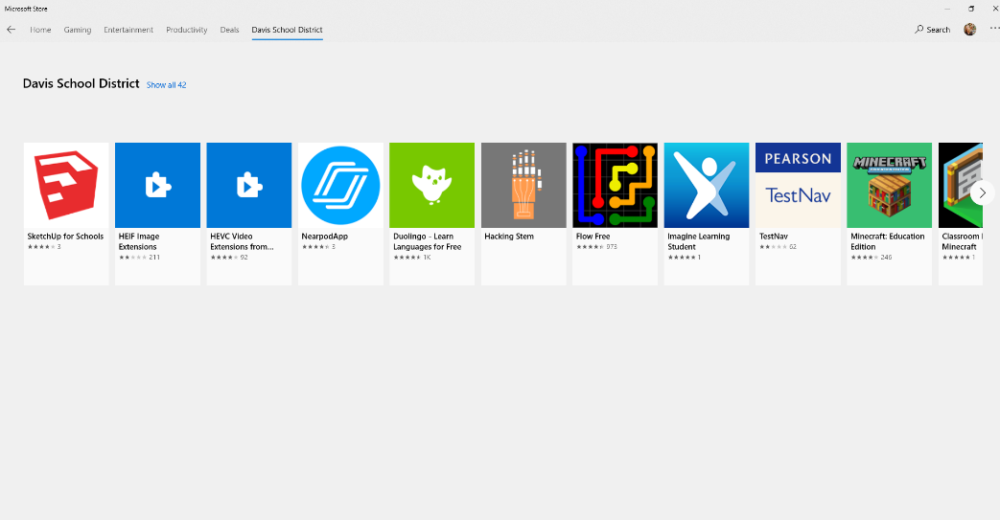 Microsoft Store
Home Gaming Entertainment Productivity Deals Davis School District Search
Davis School District Show all 42
PEARSON
TestNav
MINECRAFT
SketchUp for Schools
3
HEIF Image
Extensions
211
HEVC Video
Extensions from...
92
NearpodApp
3
Duolingo - Learn
Languages for Free
1K
Hacking Stem
Flow Free
973
Imagine Learning
Student
1
TestNav
62
Minecraft: Education
Edition
246
Classroom
Minecraft
1